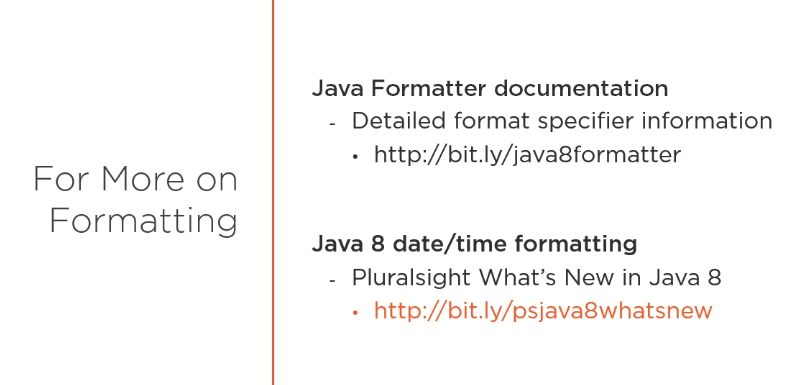 For More on
Formatting
Java Formatter documentation
- Detailed format specifier information
• http://bit.ly/java8formatter
Java 8 date/time formatting
- Pluralsight What's New in Java 8
• http://bit.ly/psjava8whatsnew